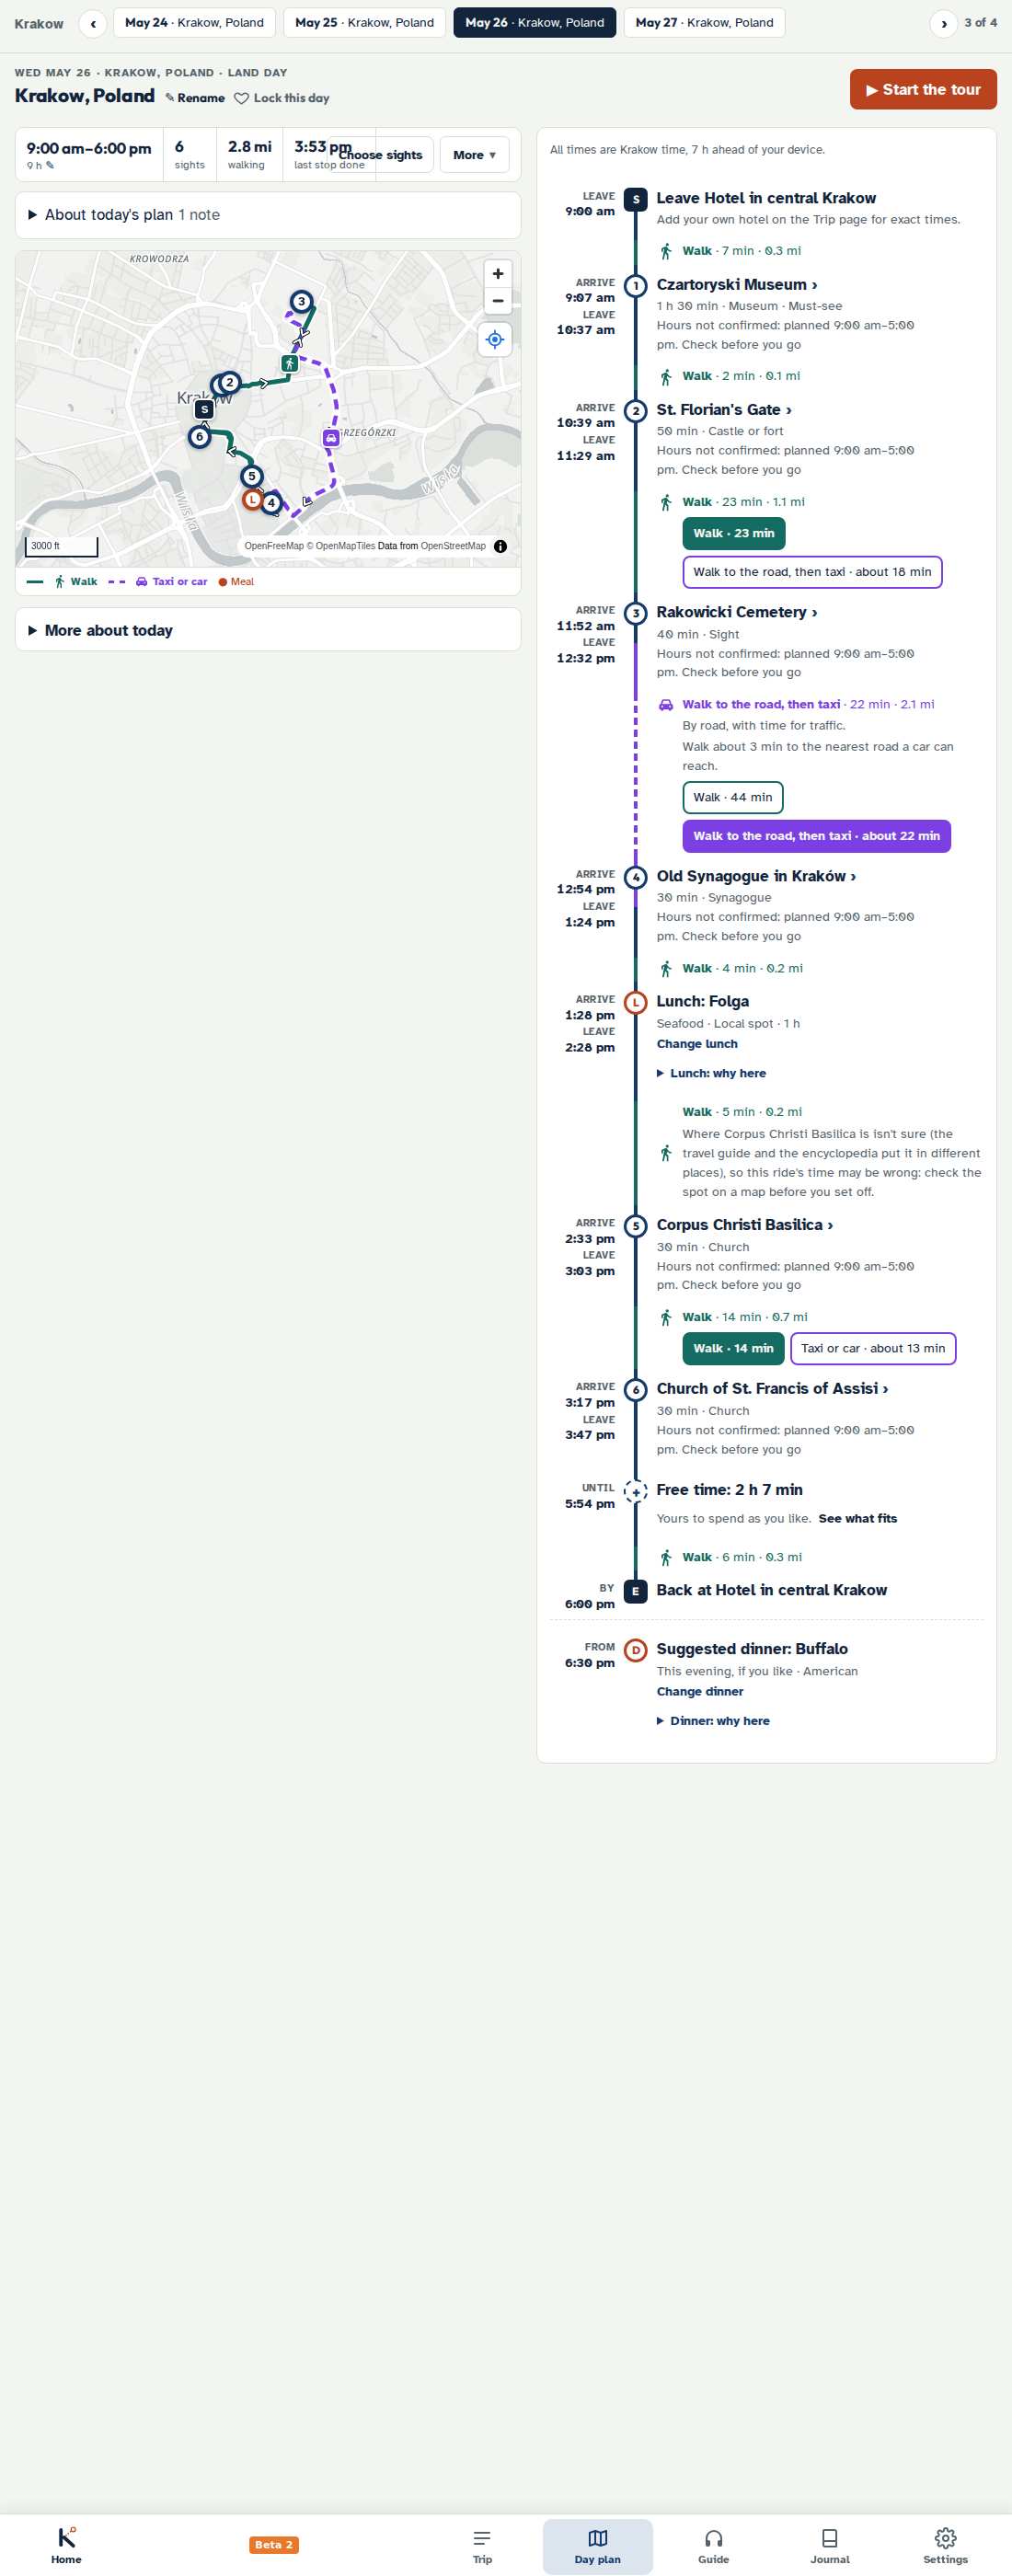 Krakow
‹
May 24 · Krakow, Poland
May 25 · Krakow, Poland
May 26 · Krakow, Poland
May 27 · Krakow, Poland
›
3 of 4
WED MAY 26 · KRAKOW, POLAND · LAND DAY
Krakow, Poland
✎ Rename
Lock this day
▶ Start the tour
9:00 am–6:00 pm
9 h ✎
6
sights
2.8 mi
walking
3:53 pm
last stop done
Choose sights
More ▾
▶ About today's plan 1 note
KROWODRZA
3
2
Krakow
S
GRZEGÓRZKI
6
5
L
4
Wisła
Wisła
+
−
3000 ft
OpenFreeMap © OpenMapTiles Data from OpenStreetMap
Walk
Taxi or car
Meal
▶ More about today
All times are Krakow time, 7 h ahead of your device.
LEAVE
9:00 am
S
Leave Hotel in central Krakow
Add your own hotel on the Trip page for exact times.
Walk · 7 min · 0.3 mi
ARRIVE
9:07 am
LEAVE
10:37 am
1
Czartoryski Museum ›
1 h 30 min · Museum · Must-see
Hours not confirmed: planned 9:00 am–5:00
pm. Check before you go
Walk · 2 min · 0.1 mi
ARRIVE
10:39 am
LEAVE
11:29 am
2
St. Florian's Gate ›
50 min · Castle or fort
Hours not confirmed: planned 9:00 am–5:00
pm. Check before you go
Walk · 23 min · 1.1 mi
Walk · 23 min
Walk to the road, then taxi · about 18 min
ARRIVE
11:52 am
LEAVE
12:32 pm
3
Rakowicki Cemetery ›
40 min · Sight
Hours not confirmed: planned 9:00 am–5:00
pm. Check before you go
Walk to the road, then taxi · 22 min · 2.1 mi
By road, with time for traffic.
Walk about 3 min to the nearest road a car can
reach.
Walk · 44 min
Walk to the road, then taxi · about 22 min
ARRIVE
12:54 pm
LEAVE
1:24 pm
4
Old Synagogue in Kraków ›
30 min · Synagogue
Hours not confirmed: planned 9:00 am–5:00
pm. Check before you go
Walk · 4 min · 0.2 mi
ARRIVE
1:28 pm
LEAVE
2:28 pm
L
Lunch: Folga
Seafood · Local spot · 1 h
Change lunch
▶ Lunch: why here
Walk · 5 min · 0.2 mi
Where Corpus Christi Basilica is isn't sure (the
travel guide and the encyclopedia put it in different
places), so this ride's time may be wrong: check the
spot on a map before you set off.
ARRIVE
2:33 pm
LEAVE
3:03 pm
5
Corpus Christi Basilica ›
30 min · Church
Hours not confirmed: planned 9:00 am–5:00
pm. Check before you go
Walk · 14 min · 0.7 mi
Walk · 14 min
Taxi or car · about 13 min
ARRIVE
3:17 pm
LEAVE
3:47 pm
6
Church of St. Francis of Assisi ›
30 min · Church
Hours not confirmed: planned 9:00 am–5:00
pm. Check before you go
UNTIL
5:54 pm
+
Free time: 2 h 7 min
Yours to spend as you like. See what fits
Walk · 6 min · 0.3 mi
BY
6:00 pm
E
Back at Hotel in central Krakow
FROM
6:30 pm
D
Suggested dinner: Buffalo
This evening, if you like · American
Change dinner
▶ Dinner: why here
Home
Beta 2
Trip
Day plan
Guide
Journal
Settings